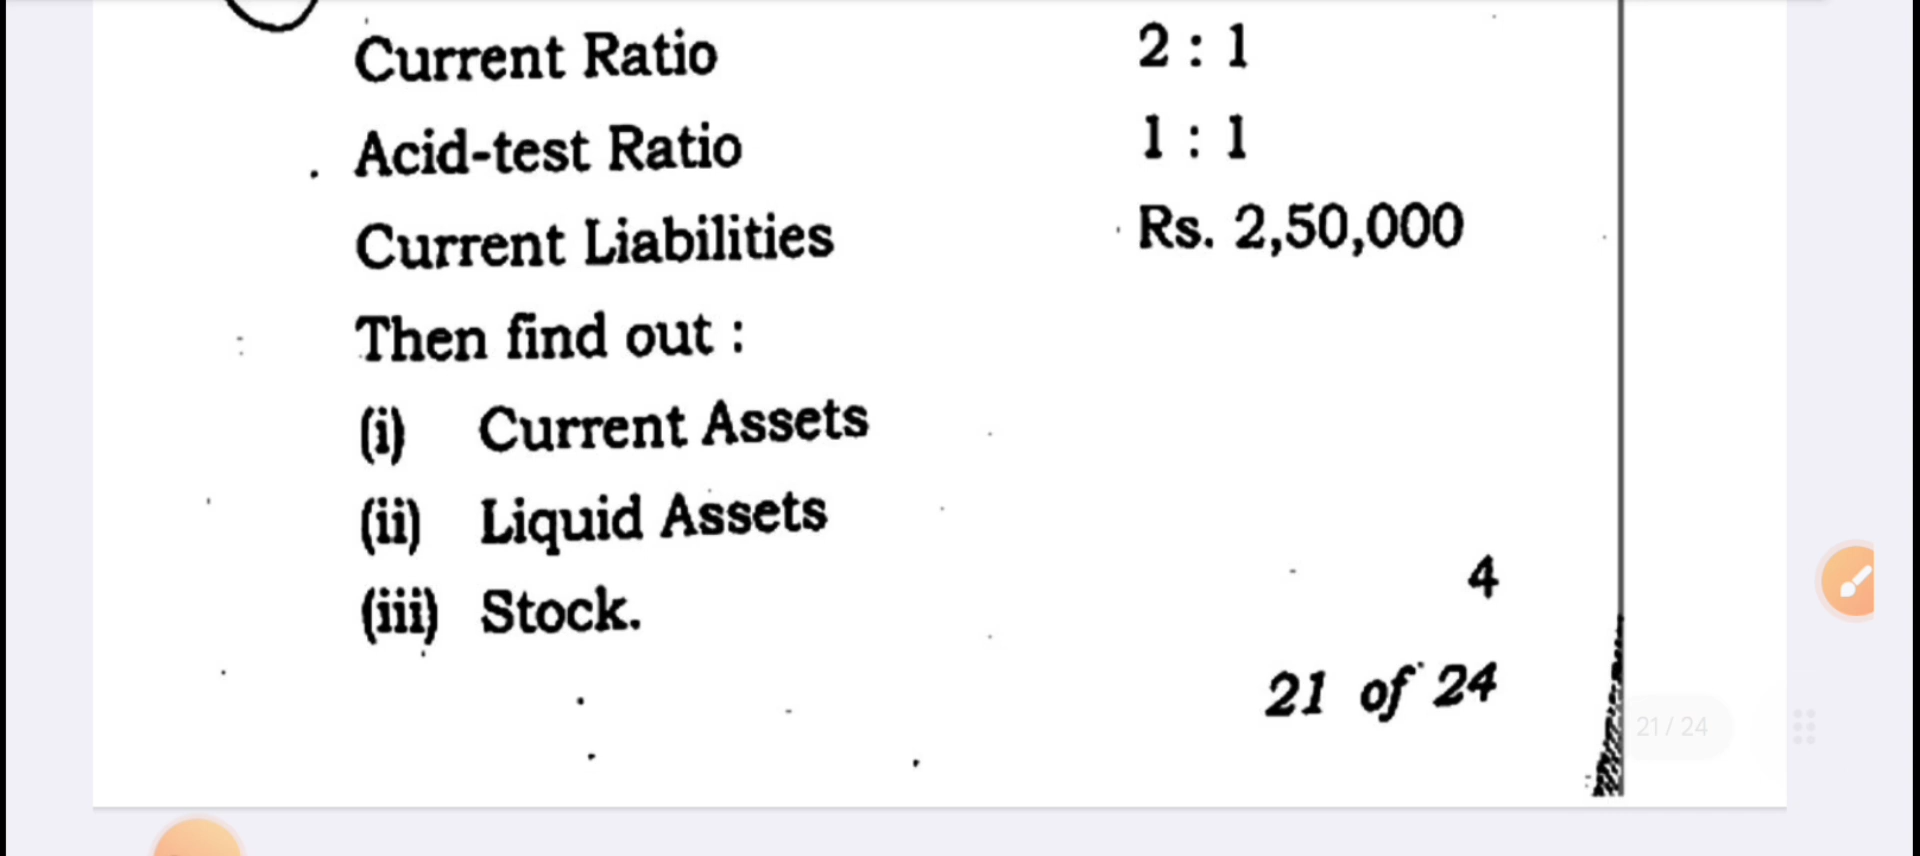 Current Ratio 2 : 1
Acid-test Ratio 1 : 1
Current Liabilities Rs. 2,50,000
Then find out :
(i) Current Assets
(ii) Liquid Assets
(iii) Stock.
4
21 of 24
21 / 24